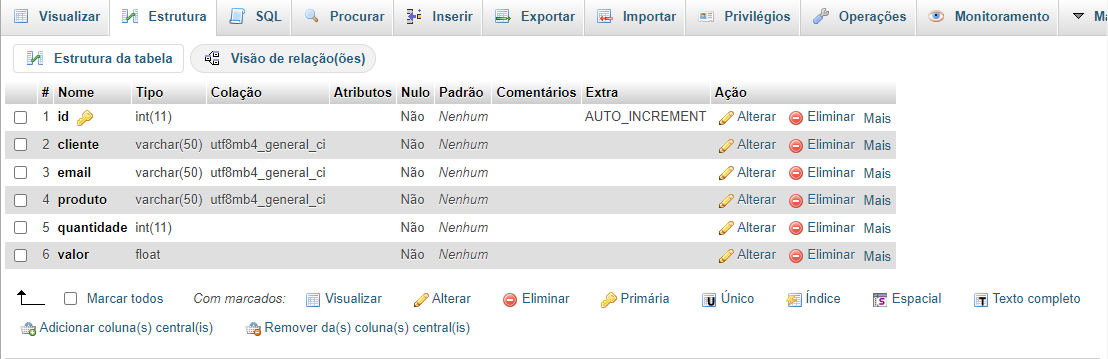 Visualizar Estrutura SQL Procurar Inserir Exportar Importar Privilégios Operações Monitoramento
Estrutura da tabela Visão de relação(ões)
# Nome Tipo Colação Atributos Nulo Padrão Comentários Extra Ação
1 id int(11) Não Nenhum AUTO_INCREMENT Alterar Eliminar Mais
2 cliente varchar(50) utf8mb4_general_ci Não Nenhum Alterar Eliminar Mais
3 email varchar(50) utf8mb4_general_ci Não Nenhum Alterar Eliminar Mais
4 produto varchar(50) utf8mb4_general_ci Não Nenhum Alterar Eliminar Mais
5 quantidade int(11) Não Nenhum Alterar Eliminar Mais
6 valor float Não Nenhum Alterar Eliminar Mais
Marcar todos Com marcados: Visualizar Alterar Eliminar Primária Único Índice Espacial Texto completo
Adicionar coluna(s) central(is) Remover da(s) coluna(s) central(is)